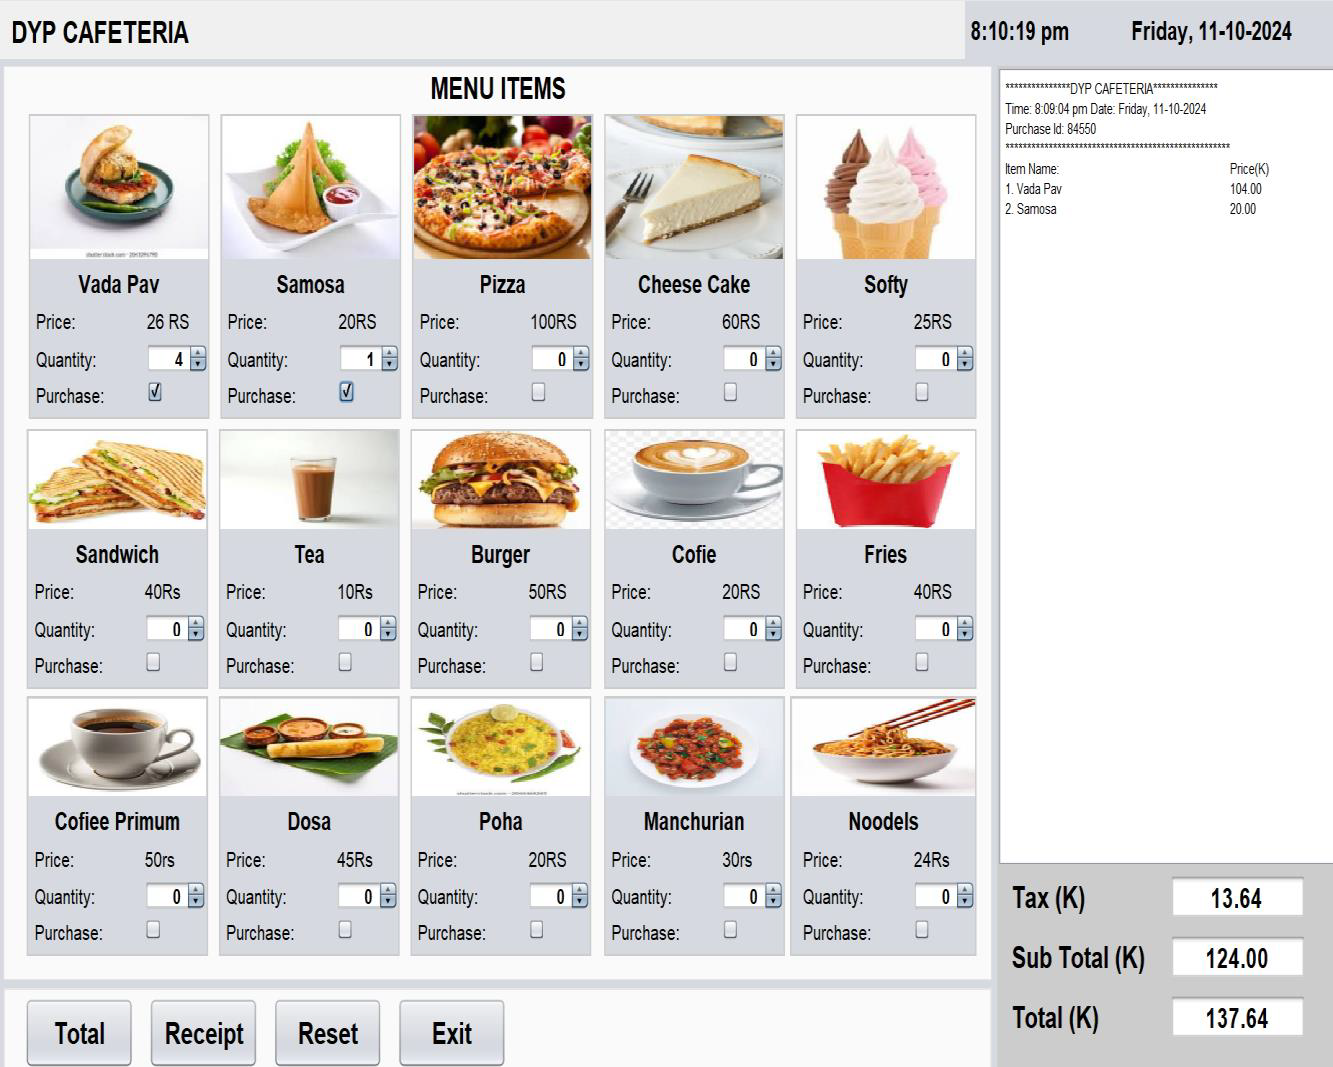 DYP CAFETERIA
8:10:19 pm
Friday, 11-10-2024
MENU ITEMS
Vada Pav
Price: 26 RS
Quantity: 4
Purchase:
Samosa
Price: 20RS
Quantity: 1
Purchase:
Pizza
Price: 100RS
Quantity: 0
Purchase:
Cheese Cake
Price: 60RS
Quantity: 0
Purchase:
Softy
Price: 25RS
Quantity: 0
Purchase:
Sandwich
Price: 40Rs
Quantity: 0
Purchase:
Tea
Price: 10Rs
Quantity: 0
Purchase:
Burger
Price: 50RS
Quantity: 0
Purchase:
Cofie
Price: 20RS
Quantity: 0
Purchase:
Fries
Price: 40RS
Quantity: 0
Purchase:
Cofiee Primum
Price: 50rs
Quantity: 0
Purchase:
Dosa
Price: 45Rs
Quantity: 0
Purchase:
Poha
Price: 20RS
Quantity: 0
Purchase:
Manchurian
Price: 30rs
Quantity: 0
Purchase:
Noodels
Price: 24Rs
Quantity: 0
Purchase:
Total
Receipt
Reset
Exit
***************DYP CAFETERIA***************
Time: 8:09:04 pm Date: Friday, 11-10-2024
Purchase Id: 84550
****************************************************
Item Name: Price(K)
1. Vada Pav 104.00
2. Samosa 20.00
Tax (K) 13.64
Sub Total (K) 124.00
Total (K) 137.64